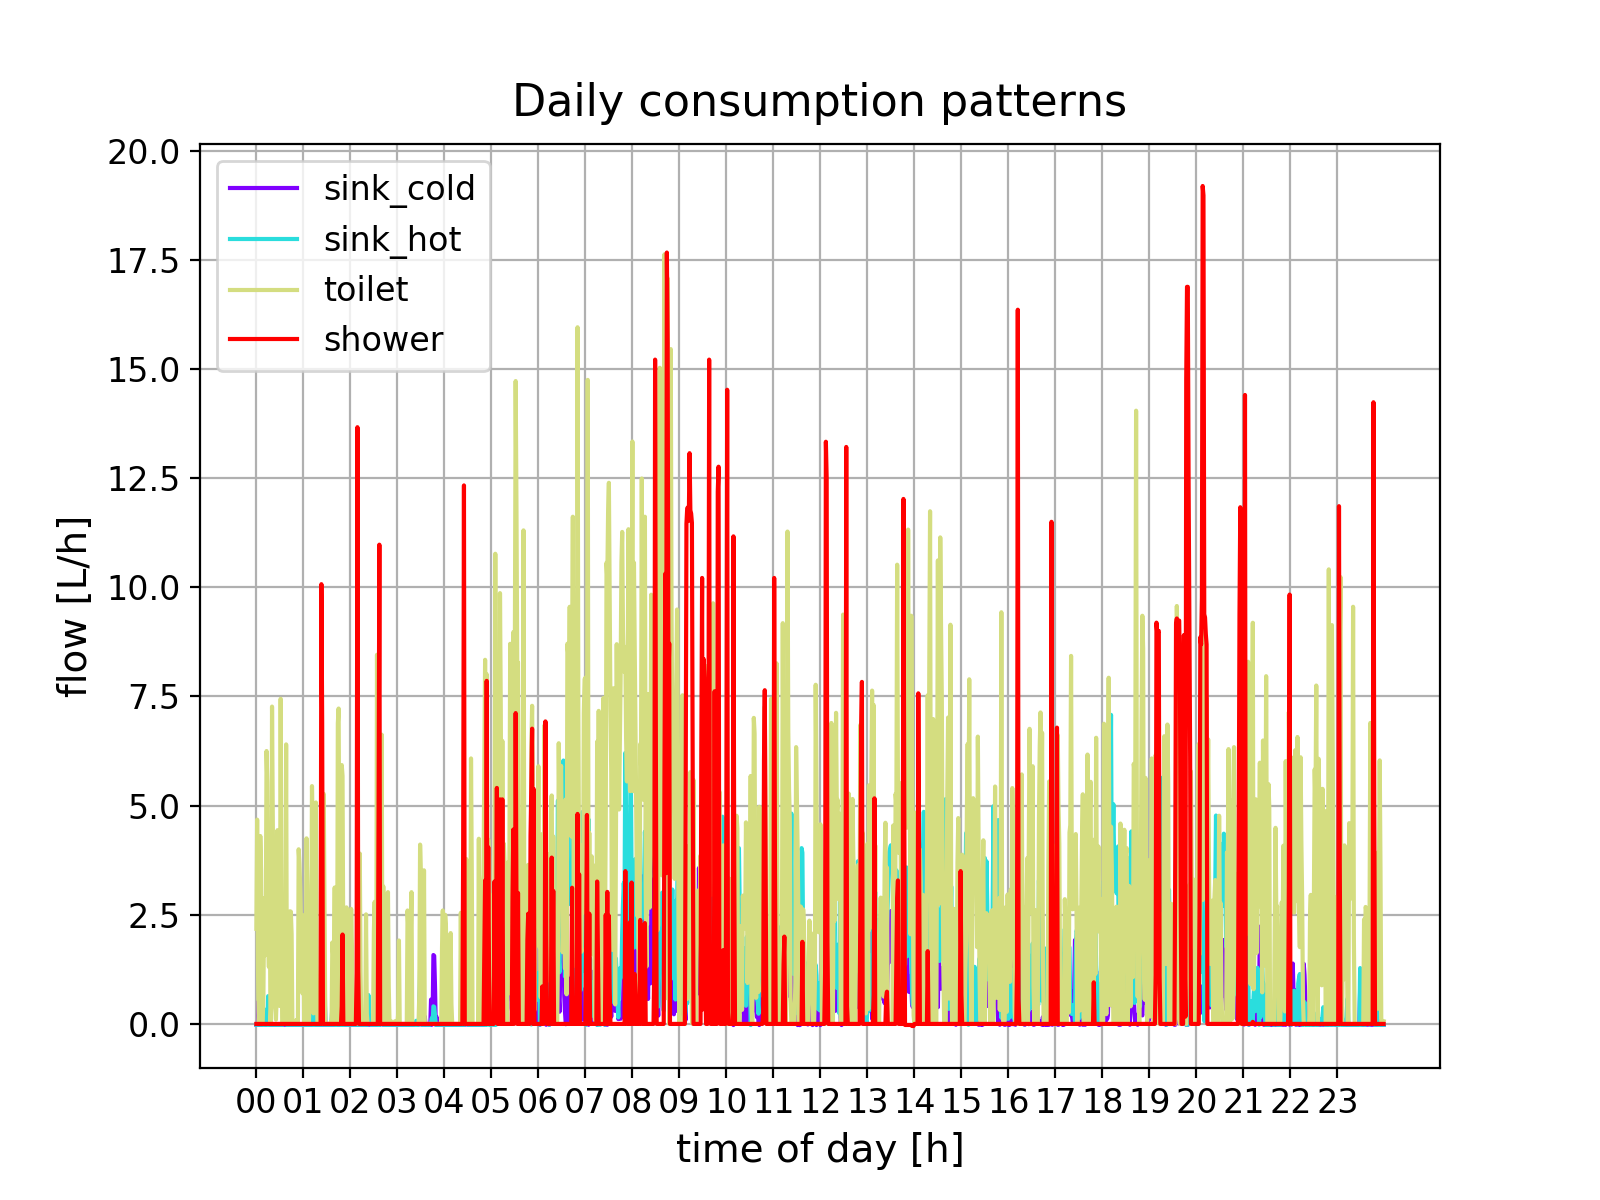 Daily consumption patterns
20.0
17.5
15.0
12.5
10.0
7.5
5.0
2.5
0.0
flow [L/h]
sink_cold
sink_hot
toilet
shower
00 01 02 03 04 05 06 07 08 09 10 11 12 13 14 15 16 17 18 19 20 21 22 23
time of day [h]